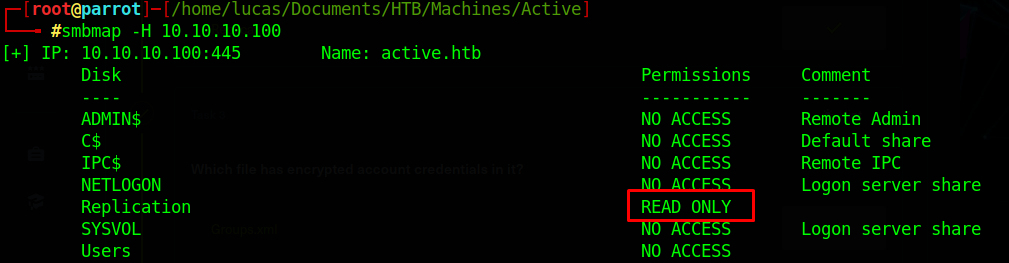 [root@parrot]─[/home/lucas/Documents/HTB/Machines/Active]
#smbmap -H 10.10.10.100
[+] IP: 10.10.10.100:445 Name: active.htb
Disk Permissions Comment
---- ----------- -------
ADMIN$ NO ACCESS Remote Admin
C$ NO ACCESS Default share
IPC$ NO ACCESS Remote IPC
Which file has encrypted account credentials in it?
NETLOGON NO ACCESS Logon server share
Replication READ ONLY
SYSVOL NO ACCESS Logon server share
Groups.xml
Users NO ACCESS